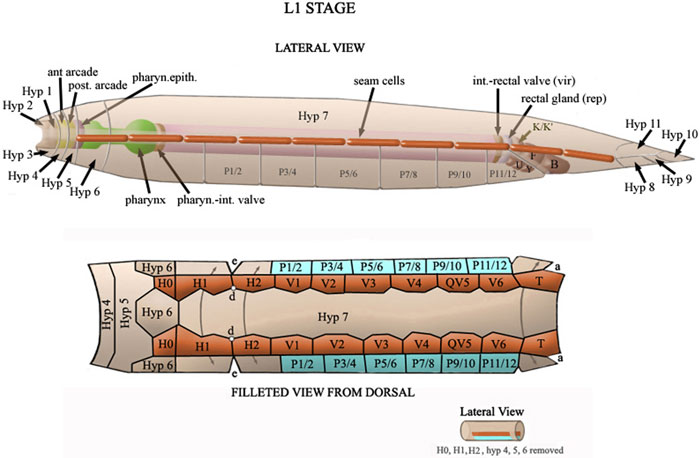 L1 STAGE
LATERAL VIEW
ant arcade
post. arcade
pharyn.epith.
Hyp 1
Hyp 2
Hyp 7
seam cells
int.-rectal valve (vir)
rectal gland (rep)
K/K'
Hyp 11
Hyp 10
Hyp 3
Hyp 4
Hyp 5
Hyp 6
pharynx
pharyn.-int. valve
P1/2
P3/4
P5/6
P7/8
P9/10
P11/12
U
F
Y
B
Hyp 8
Hyp 9
Hyp 6
e
P1/2
P3/4
P5/6
P7/8
P9/10
P11/12
a
H0
H1
H2
V1
V2
V3
V4
QV5
V6
T
d
Hyp 4
Hyp 5
Hyp 6
Hyp 7
d
H0
H1
H2
V1
V2
V3
V4
QV5
V6
T
Hyp 6
e
P1/2
P3/4
P5/6
P7/8
P9/10
P11/12
a
FILLETED VIEW FROM DORSAL
Lateral View
H0, H1, H2, hyp 4, 5, 6 removed